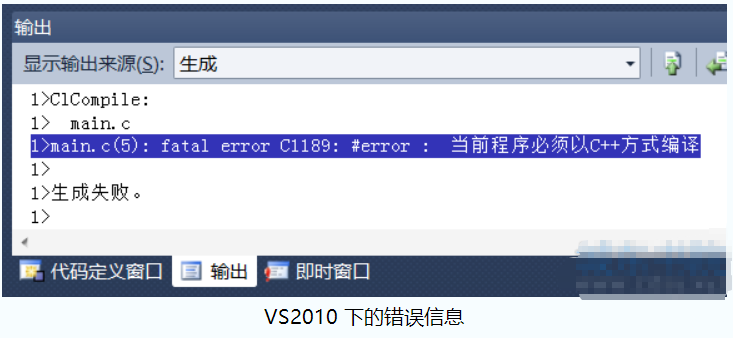 输出
显示输出来源(S): 生成
1>ClCompile:
1>  main.c
1>main.c(5): fatal error C1189: #error :  当前程序必须以C++方式编译
1>
1>生成失败。
1>
代码定义窗口 输出 即时窗口
VS2010 下的错误信息